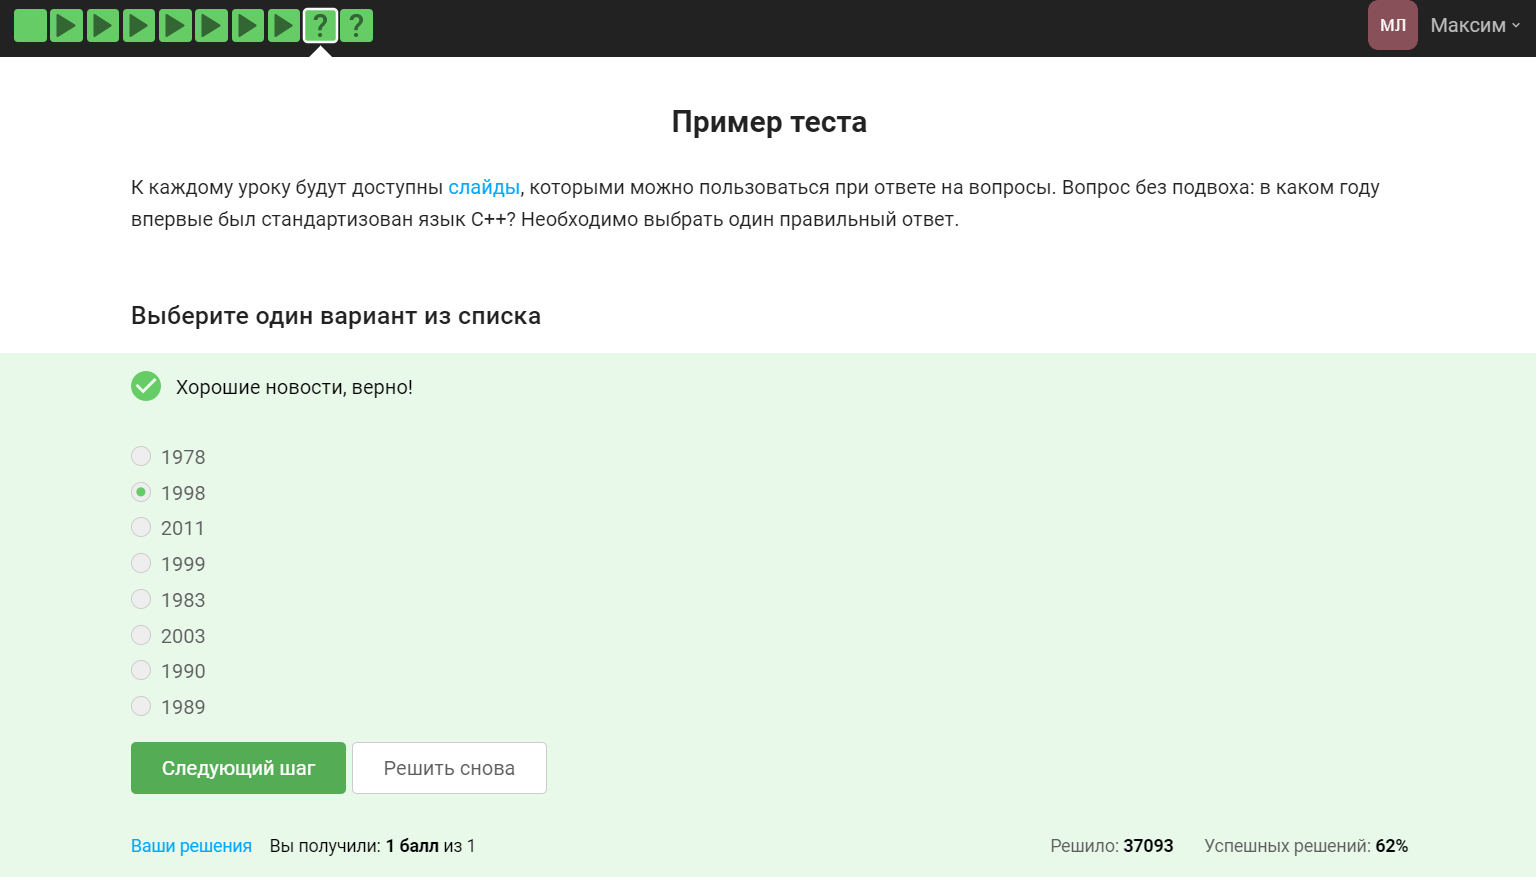 ? ?
МЛ Максим
Пример теста
К каждому уроку будут доступны слайды, которыми можно пользоваться при ответе на вопросы. Вопрос без подвоха: в каком году
впервые был стандартизован язык C++? Необходимо выбрать один правильный ответ.
Выберите один вариант из списка
Хорошие новости, верно!
1978
1998
2011
1999
1983
2003
1990
1989
Следующий шаг Решить снова
Ваши решения Вы получили: 1 балл из 1 Решило: 37093 Успешных решений: 62%